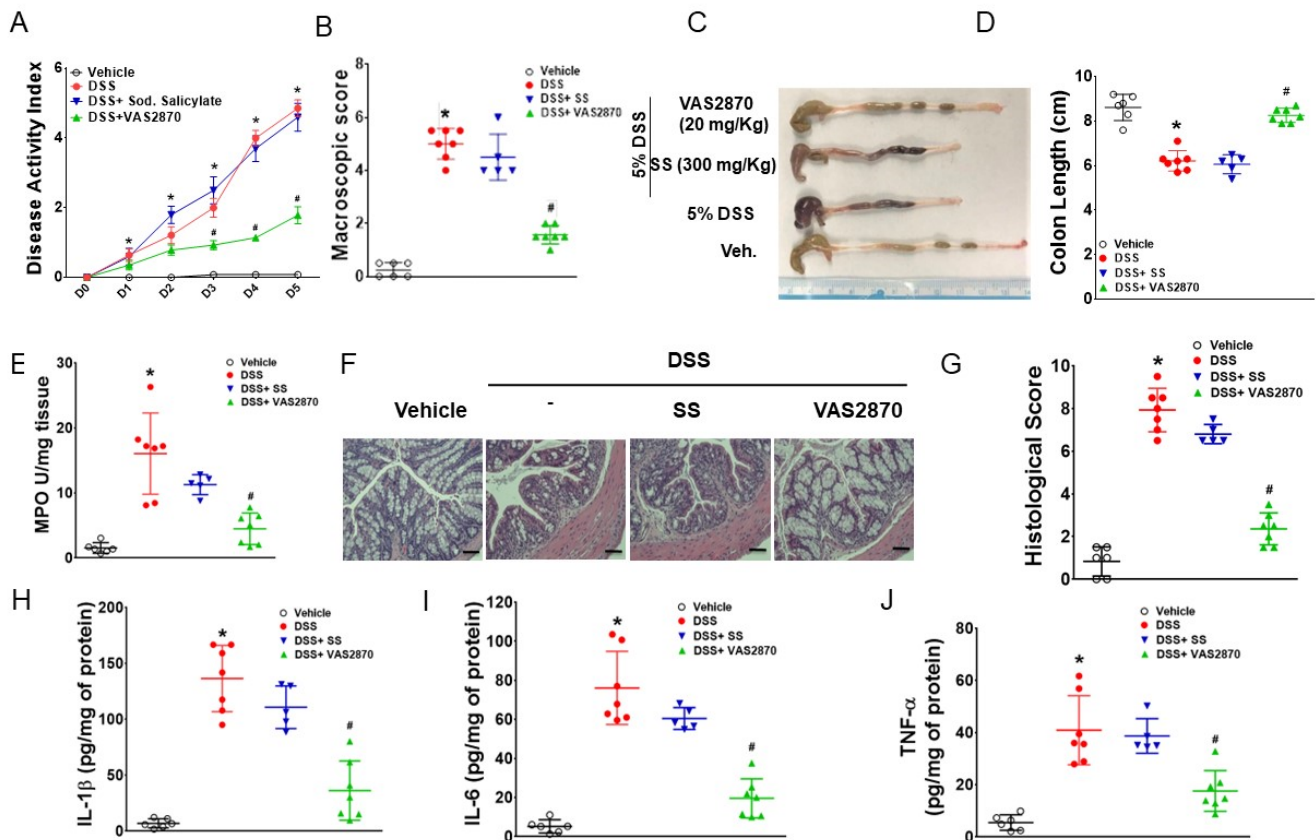 A
Vehicle
DSS
DSS+ Sod. Salicylate
DSS+VAS2870
Disease Activity Index
6
4
2
0
*
*
*
*
*
#
#
#
D0
D1
D2
D3
D4
D5
B
Vehicle
DSS
DSS+ SS
DSS+ VAS2870
Macroscopic score
8
6
4
2
0
*
#
C
5% DSS
VAS2870
(20 mg/Kg)
SS (300 mg/Kg)
5% DSS
Veh.
D
Colon Length (cm)
10
8
6
4
2
0
*
#
Vehicle
DSS
DSS+ SS
DSS+ VAS2870
E
MPO U/mg tissue
30
20
10
0
*
#
Vehicle
DSS
DSS+ SS
DSS+ VAS2870
F
DSS
Vehicle
-
SS
VAS2870
G
Histological Score
10
8
6
4
2
0
*
#
Vehicle
DSS
DSS+ SS
DSS+ VAS2870
H
IL-1β (pg/mg of protein)
200
150
100
50
0
*
#
Vehicle
DSS
DSS+ SS
DSS+ VAS2870
I
IL-6 (pg/mg of protein)
120
100
80
60
40
20
0
*
#
Vehicle
DSS
DSS+ SS
DSS+ VAS2870
J
TNF-α
(pg/mg of protein)
80
60
40
20
0
*
#
Vehicle
DSS
DSS+ SS
DSS+ VAS2870